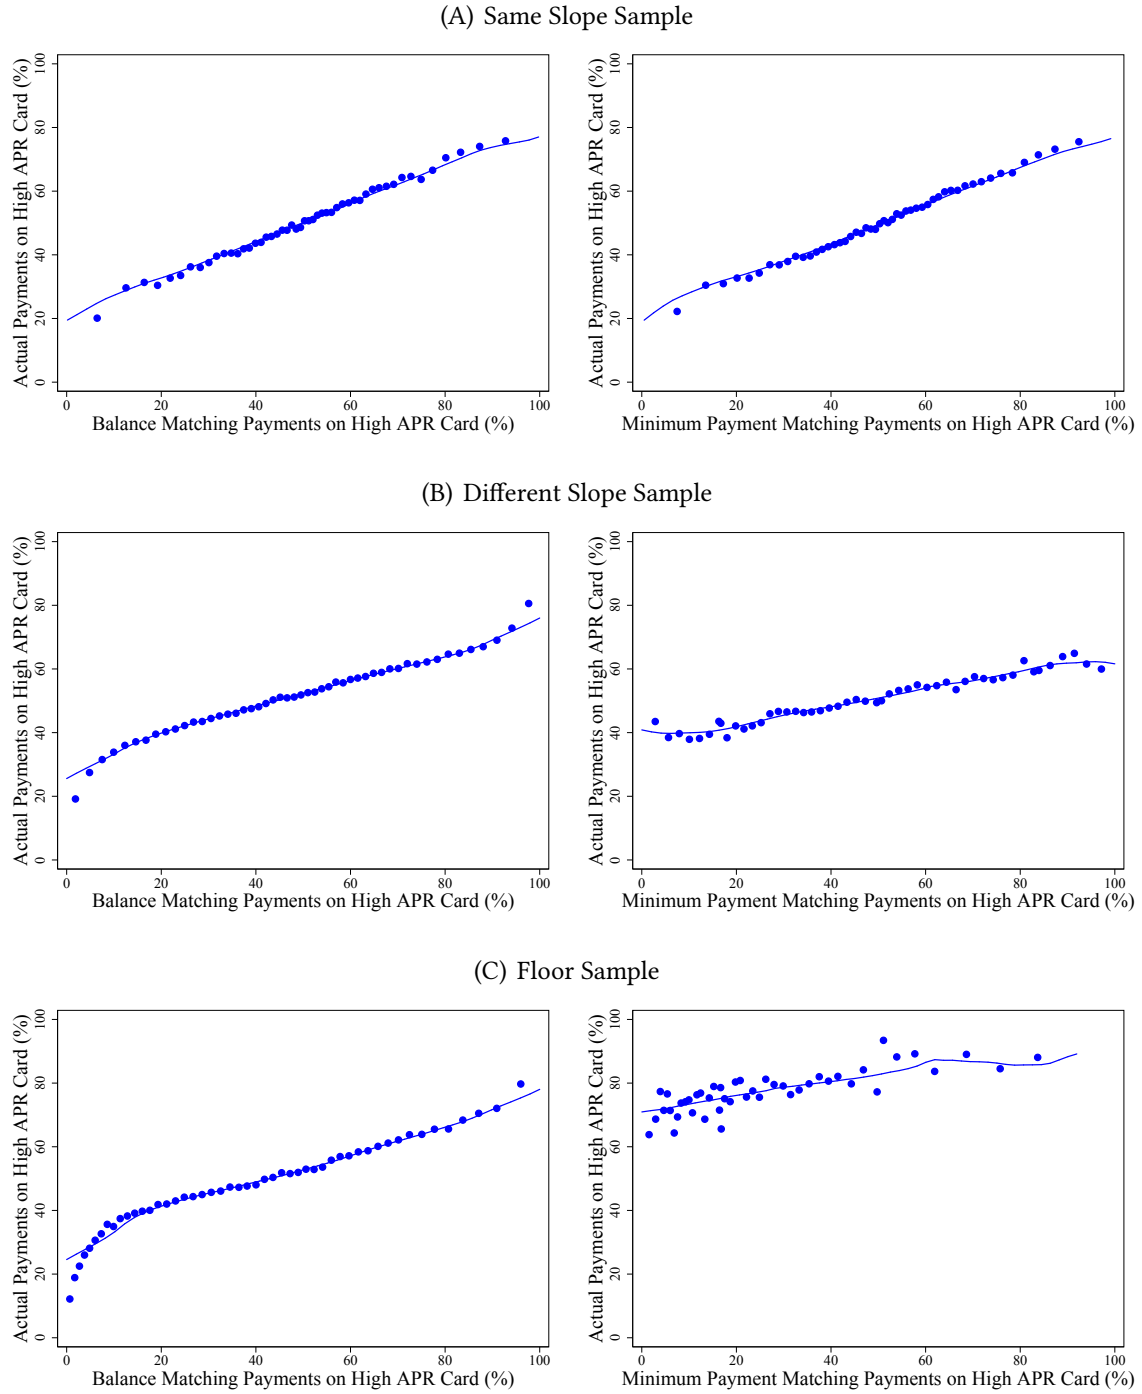 (A) Same Slope Sample
Actual Payments on High APR Card (%)
0 20 40 60 80 100
0 20 40 60 80 100
Balance Matching Payments on High APR Card (%)
Actual Payments on High APR Card (%)
0 20 40 60 80 100
0 20 40 60 80 100
Minimum Payment Matching Payments on High APR Card (%)
(B) Different Slope Sample
Actual Payments on High APR Card (%)
0 20 40 60 80 100
0 20 40 60 80 100
Balance Matching Payments on High APR Card (%)
Actual Payments on High APR Card (%)
0 20 40 60 80 100
0 20 40 60 80 100
Minimum Payment Matching Payments on High APR Card (%)
(C) Floor Sample
Actual Payments on High APR Card (%)
0 20 40 60 80 100
0 20 40 60 80 100
Balance Matching Payments on High APR Card (%)
Actual Payments on High APR Card (%)
0 20 40 60 80 100
0 20 40 60 80 100
Minimum Payment Matching Payments on High APR Card (%)